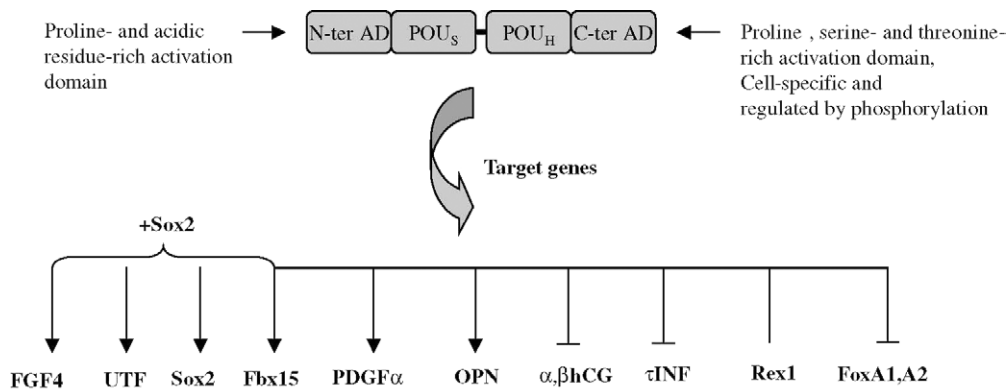 Proline- and acidic
residue-rich activation
domain
N-ter AD POUS POUH C-ter AD
Proline , serine- and threonine-
rich activation domain,
Cell-specific and
regulated by phosphorylation
Target genes
+Sox2
FGF4 UTF Sox2 Fbx15 PDGFα OPN α,βhCG τINF Rex1 FoxA1,A2